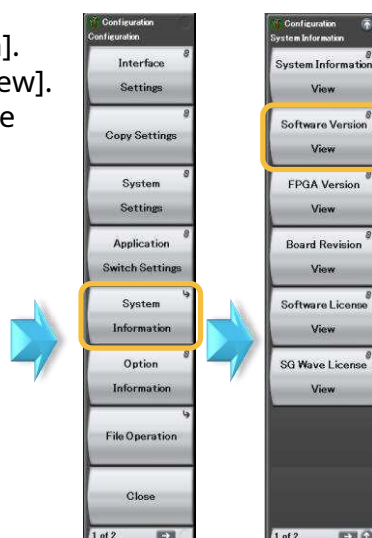 ].
ew].
e
Configuration
Configuration
Interface
Settings
Copy Settings
System
Settings
Application
Switch Settings
System
Information
Option
Information
File Operation
Close
1 of 2
Configuration
System Information
System Information
View
Software Version
View
FPGA Version
View
Board Revision
View
Software License
View
SG Wave License
View
1 of 2